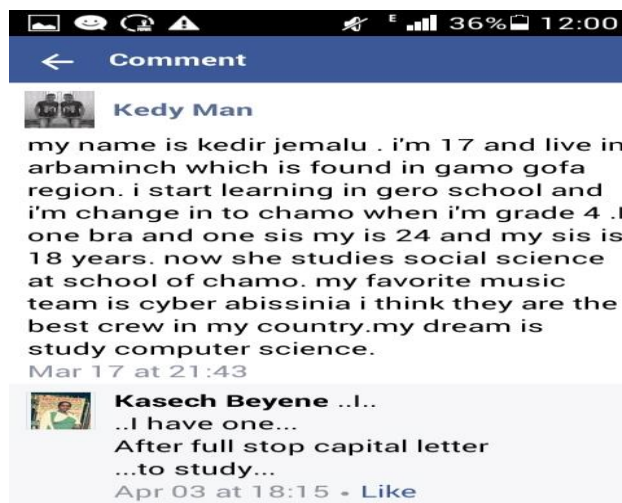 E 36% 12:00
Comment
Kedy Man
my name is kedir jemalu . i'm 17 and live in
arbaminch which is found in gamo gofa
region. i start learning in gero school and
i'm change in to chamo when i'm grade 4 .I
one bra and one sis my is 24 and my sis is
18 years. now she studies social science
at school of chamo. my favorite music
team is cyber abissinia i think they are the
best crew in my country.my dream is
study computer science.
Mar 17 at 21:43
Kasech Beyene ..I..
..I have one...
After full stop capital letter
...to study...
Apr 03 at 18:15 • Like